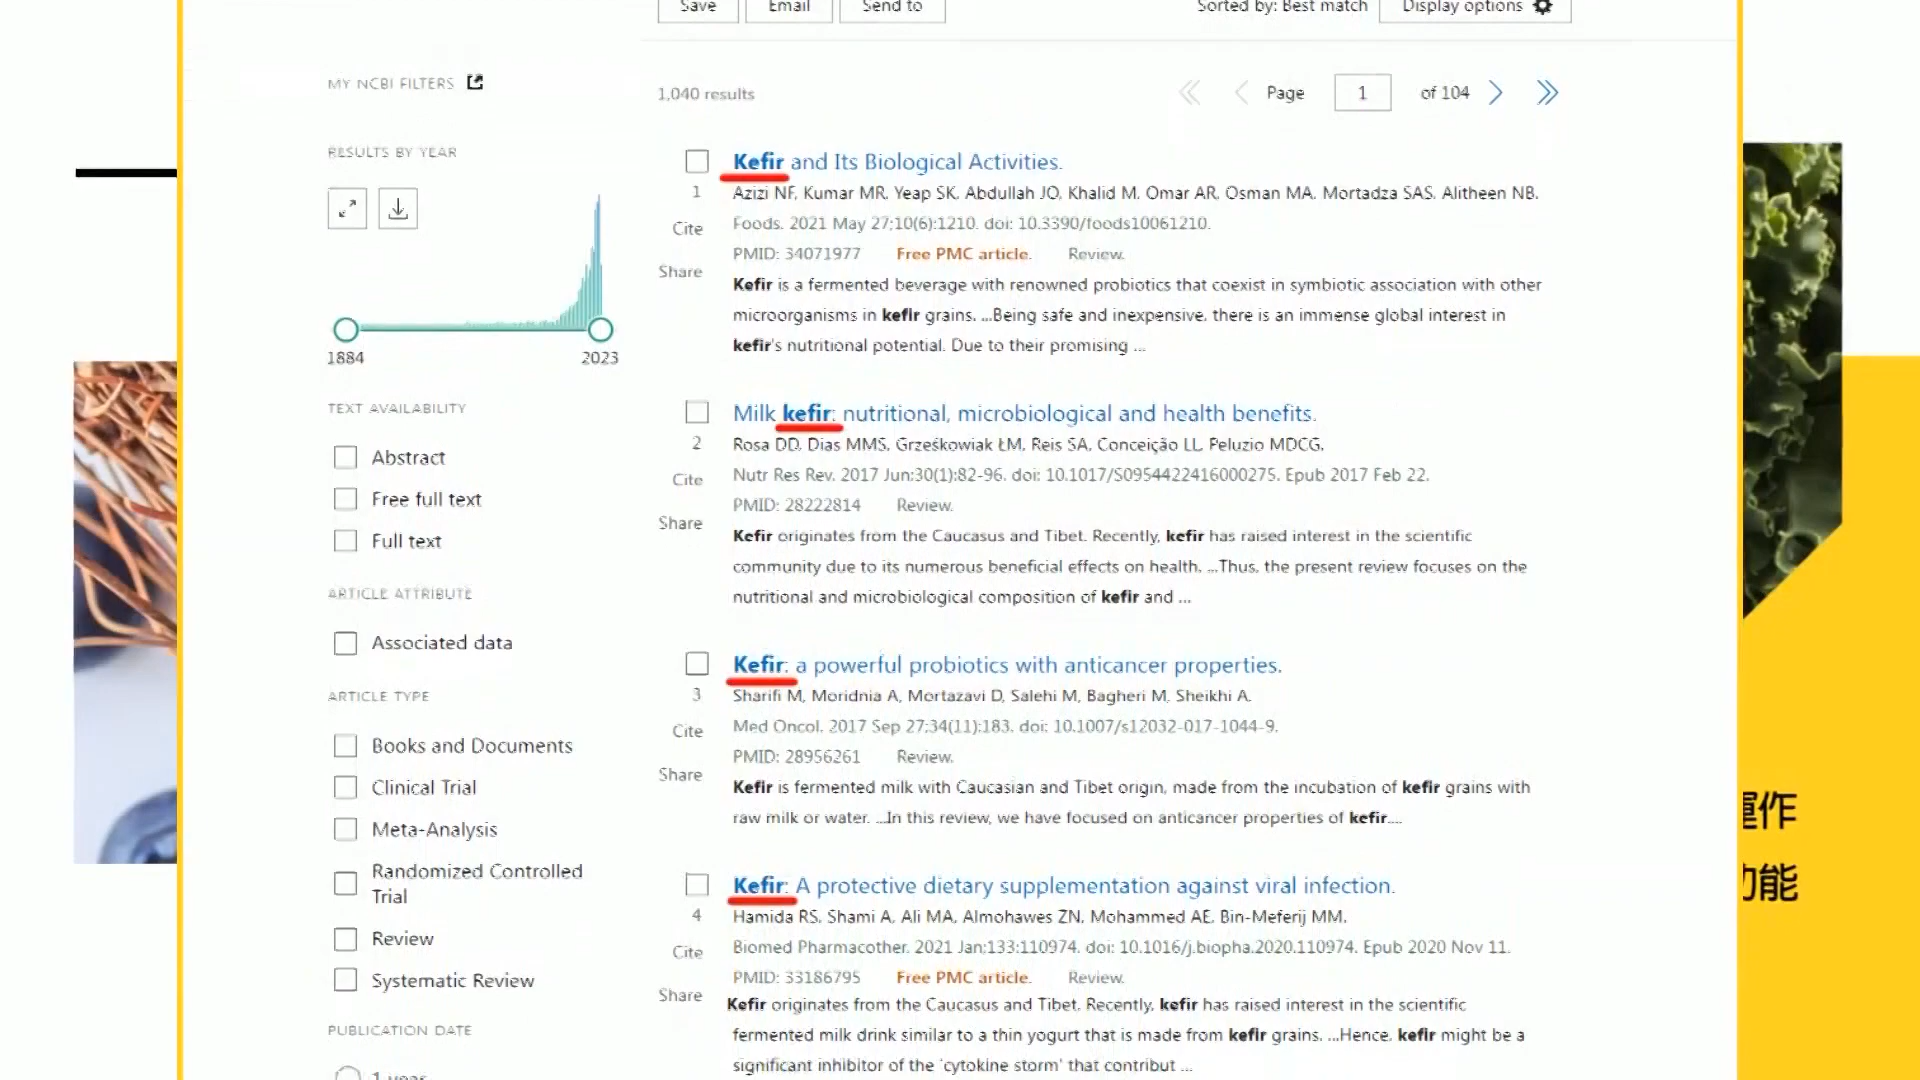 Save
Email
Send to
Sorted by: Best match
Display options
MY NCBI FILTERS
1,040 results
Page
1
of 104
RESULTS BY YEAR
1884
2023
TEXT AVAILABILITY
Abstract
Free full text
Full text
ARTICLE ATTRIBUTE
Associated data
ARTICLE TYPE
Books and Documents
Clinical Trial
Meta-Analysis
Randomized Controlled
Trial
Review
Systematic Review
PUBLICATION DATE
1 year
Kefir and Its Biological Activities.
1
Azizi NF, Kumar MR, Yeap SK, Abdullah JO, Khalid M, Omar AR, Osman MA, Mortadza SAS, Alitheen NB.
Cite
Foods. 2021 May 27;10(6):1210. doi: 10.3390/foods10061210.
PMID: 34071977
Free PMC article.
Review.
Share
Kefir is a fermented beverage with renowned probiotics that coexist in symbiotic association with other
microorganisms in kefir grains. ...Being safe and inexpensive, there is an immense global interest in
kefir's nutritional potential. Due to their promising ...
Milk kefir: nutritional, microbiological and health benefits.
2
Rosa DD, Dias MMS, Grześkowiak ŁM, Reis SA, Conceição LL, Peluzio MDCG.
Cite
Nutr Res Rev. 2017 Jun;30(1):82-96. doi: 10.1017/S0954422416000275. Epub 2017 Feb 22.
PMID: 28222814
Review.
Share
Kefir originates from the Caucasus and Tibet. Recently, kefir has raised interest in the scientific
community due to its numerous beneficial effects on health. ...Thus, the present review focuses on the
nutritional and microbiological composition of kefir and ...
Kefir: a powerful probiotics with anticancer properties.
3
Sharifi M, Moridnia A, Mortazavi D, Salehi M, Bagheri M, Sheikhi A.
Cite
Med Oncol. 2017 Sep 27;34(11):183. doi: 10.1007/s12032-017-1044-9.
PMID: 28956261
Review.
Share
Kefir is fermented milk with Caucasian and Tibet origin, made from the incubation of kefir grains with
raw milk or water. ...In this review, we have focused on anticancer properties of kefir....
Kefir: A protective dietary supplementation against viral infection.
4
Hamida RS, Shami A, Ali MA, Almohawes ZN, Mohammed AE, Bin-Meferij MM.
Cite
Biomed Pharmacother. 2021 Jan;133:110974. doi: 10.1016/j.biopha.2020.110974. Epub 2020 Nov 11.
PMID: 33186795
Free PMC article.
Review.
Share
Kefir originates from the Caucasus and Tibet. Recently, kefir has raised interest in the scientific
fermented milk drink similar to a thin yogurt that is made from kefir grains. ...Hence, kefir might be a
significant inhibitor of the 'cytokine storm' that contribut ...
運作
功能